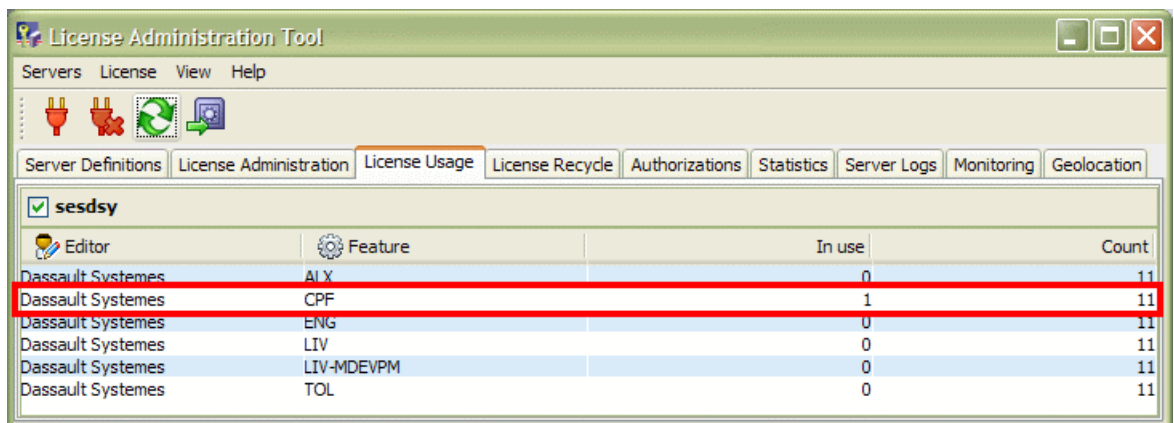 License Administration Tool
Servers License View Help
Server Definitions License Administration License Usage License Recycle Authorizations Statistics Server Logs Monitoring Geolocation
sesdsy
Editor Feature In use Count
Dassault Systemes ALX 0 11
Dassault Systemes CPF 1 11
Dassault Systemes ENG 0 11
Dassault Systemes LIV 0 11
Dassault Systemes LIV-MDEVPM 0 11
Dassault Systemes TOL 0 11